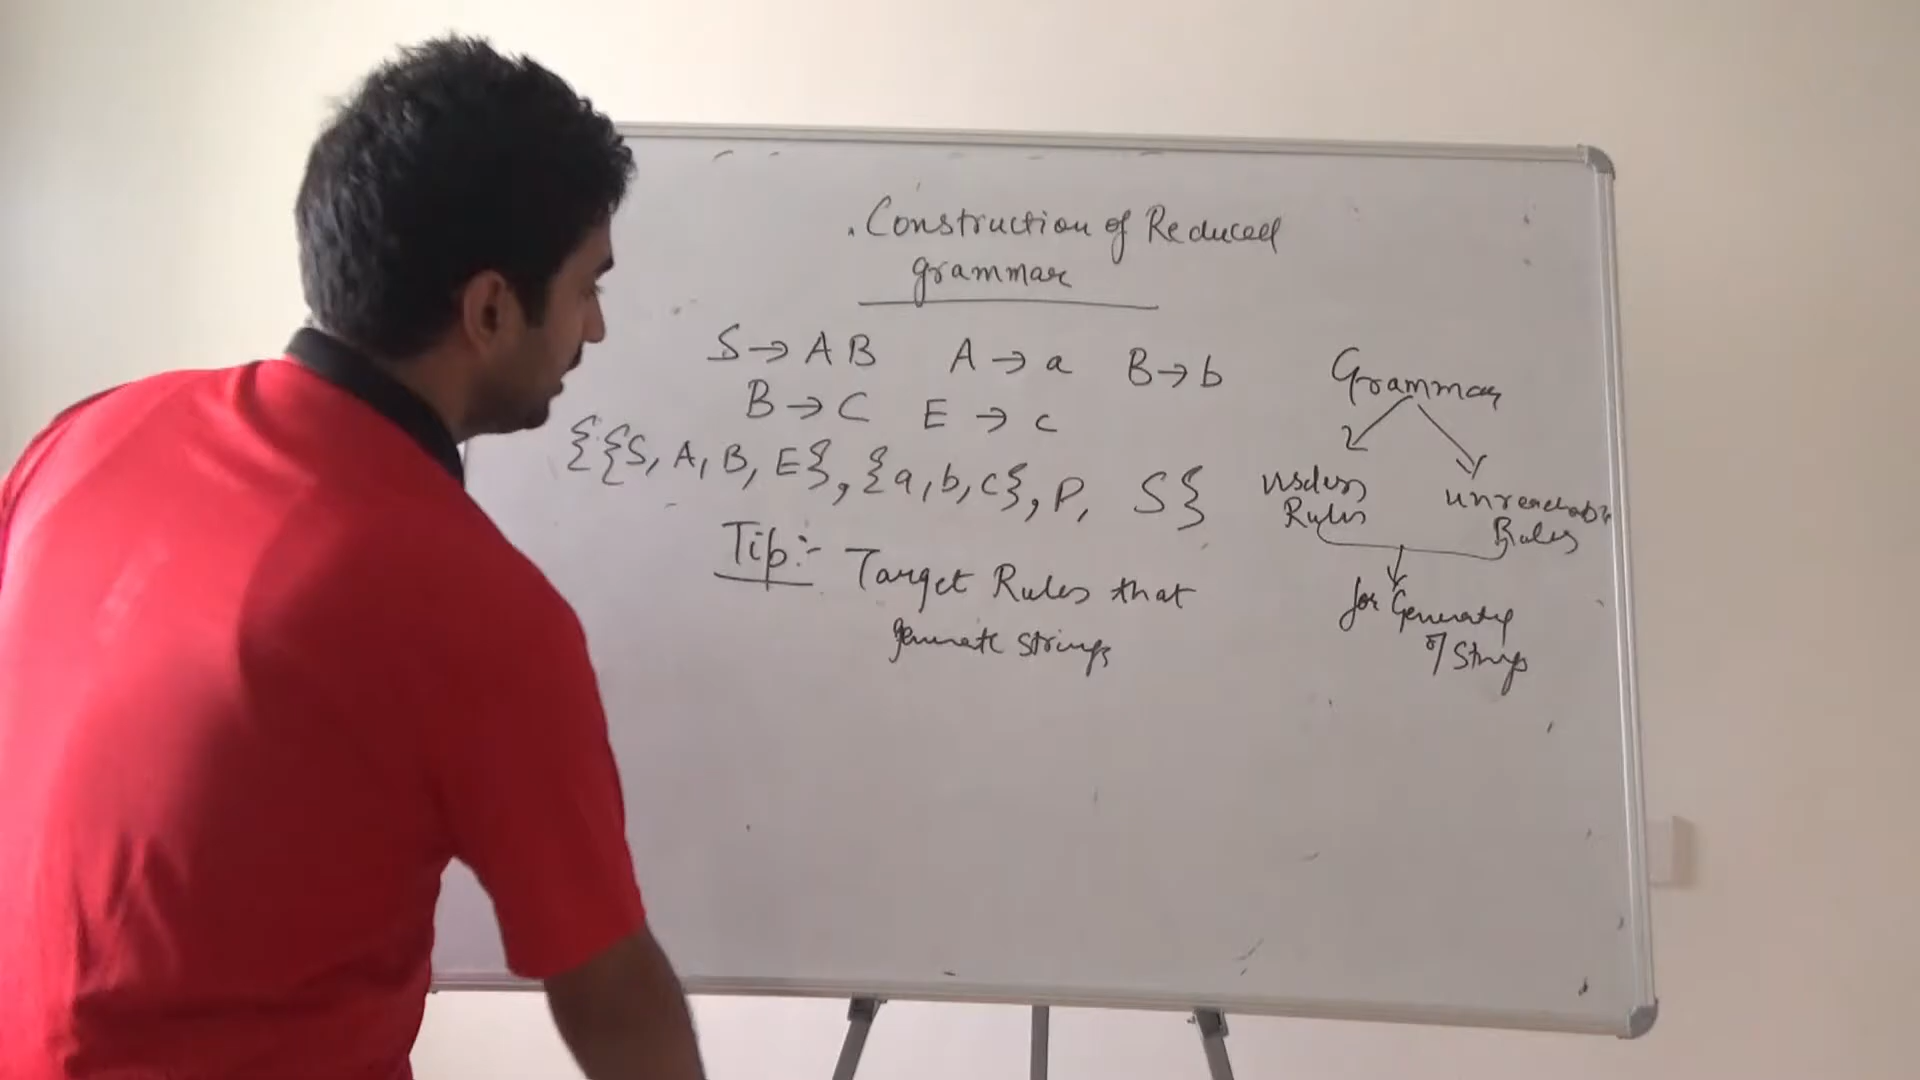 . Construction of Reduced
grammar
S → A B A → a B → b
B → C E → c
{{S, A, B, E}, {a, b, c}, P, S}
Tip :- Target Rules that
generate strings
Grammar
useless
Rules
unreachable
Rules
for Generating
of Strings